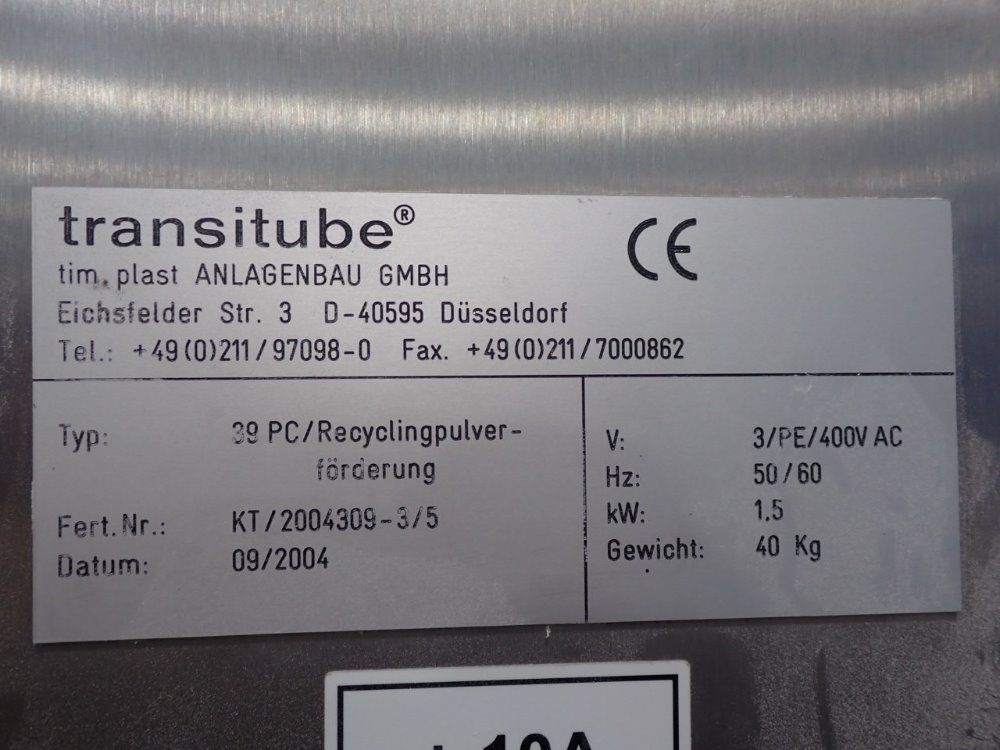 transitube®
tim.plast ANLAGENBAU GMBH
CE
Eichsfelder Str. 3 D-40595 Düsseldorf
Tel.: +49(0)211/97098-0 Fax. +49(0)211/7000862
Typ: 39 PC/Recyclingpulver-
förderung
Fert.Nr.: KT/2004309-3/5
Datum: 09/2004
V: 3/PE/400V AC
Hz: 50/60
kW: 1.5
Gewicht: 40 Kg